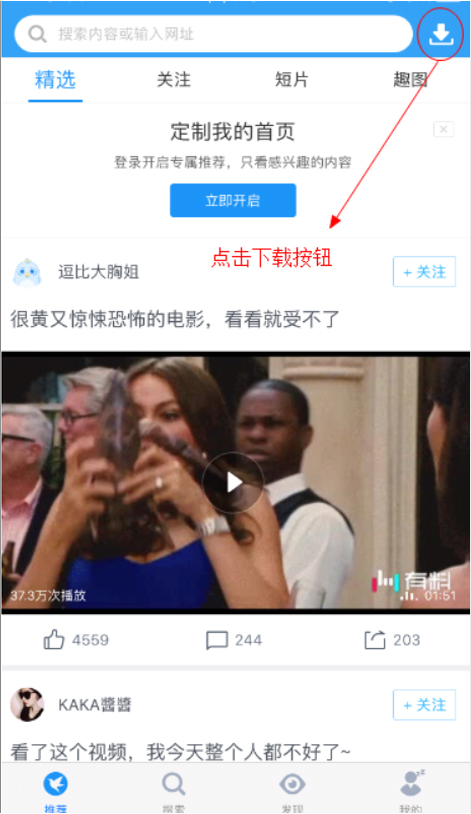 搜索内容或输入网址
精选 关注 短片 趣图
定制我的首页
登录开启专属推荐，只看感兴趣的内容
立即开启
点击下载按钮
逗比大胸姐
+ 关注
很黄又惊悚恐怖的电影，看看就受不了
有料
37.3万次播放
01:51
4559 244 203
KAKA酱酱
+ 关注
看了这个视频，我今天整个人都不好了~
推荐 搜索 发现 我的